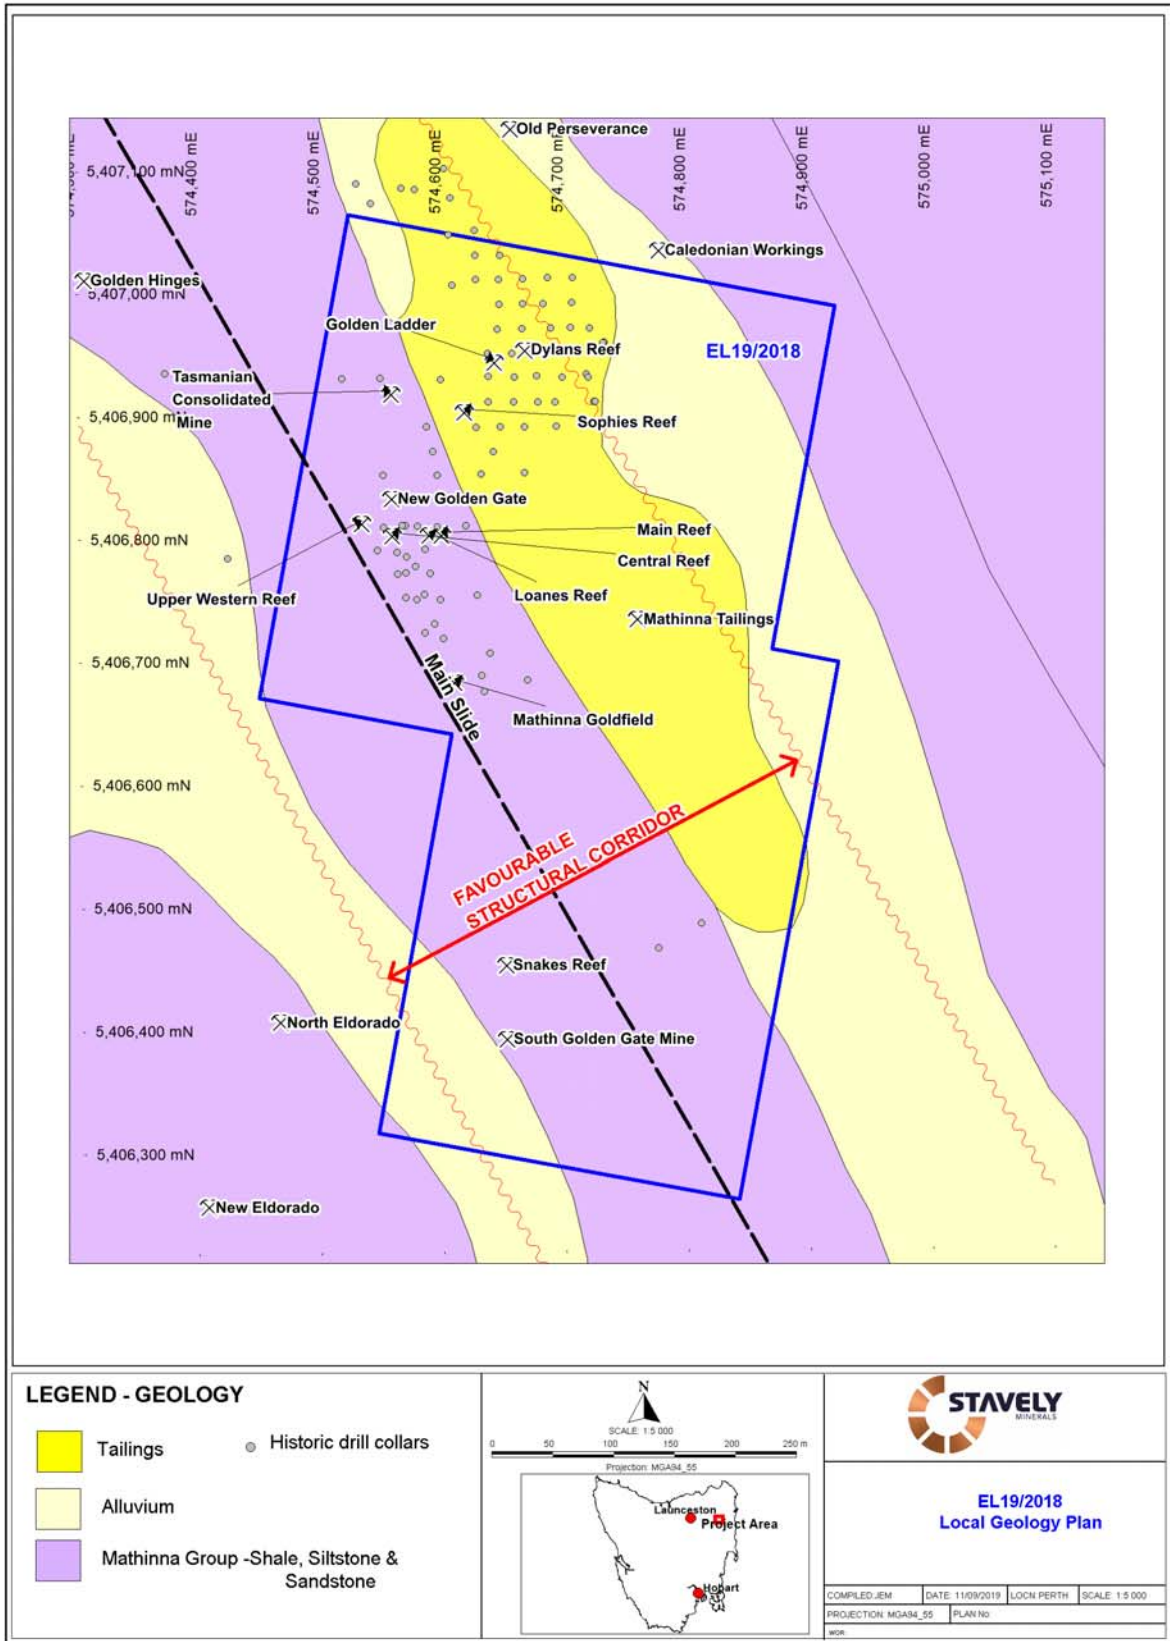 574,400 mE
574,500 mE
574,600 mE
574,700 mE
574,800 mE
574,900 mE
575,000 mE
575,100 mE
Old Perseverance
5,407,100 mN
Caledonian Workings
Golden Hinges
5,407,000 mN
Golden Ladder
Dylans Reef
EL19/2018
Tasmanian
Consolidated
Mine
5,406,900 mN
Sophies Reef
New Golden Gate
Main Reef
5,406,800 mN
Central Reef
Loanes Reef
Upper Western Reef
Mathinna Tailings
5,406,700 mN
Main Slide
Mathinna Goldfield
5,406,600 mN
FAVOURABLE
STRUCTURAL CORRIDOR
5,406,500 mN
Snakes Reef
North Eldorado
5,406,400 mN
South Golden Gate Mine
5,406,300 mN
New Eldorado
LEGEND - GEOLOGY
Tailings
Historic drill collars
Alluvium
Mathinna Group -Shale, Siltstone &
Sandstone
N
SCALE: 1:5 000
0 50 100 150 200 250 m
Projection: MGA94_55
Launceston
Project Area
Hobart
STAVELY
MINERALS
EL19/2018
Local Geology Plan
COMPILED:JEM
DATE: 11/09/2019
LOCN: PERTH
SCALE: 1:5 000
PROJECTION: MGA94_55
PLAN No:
WOR: